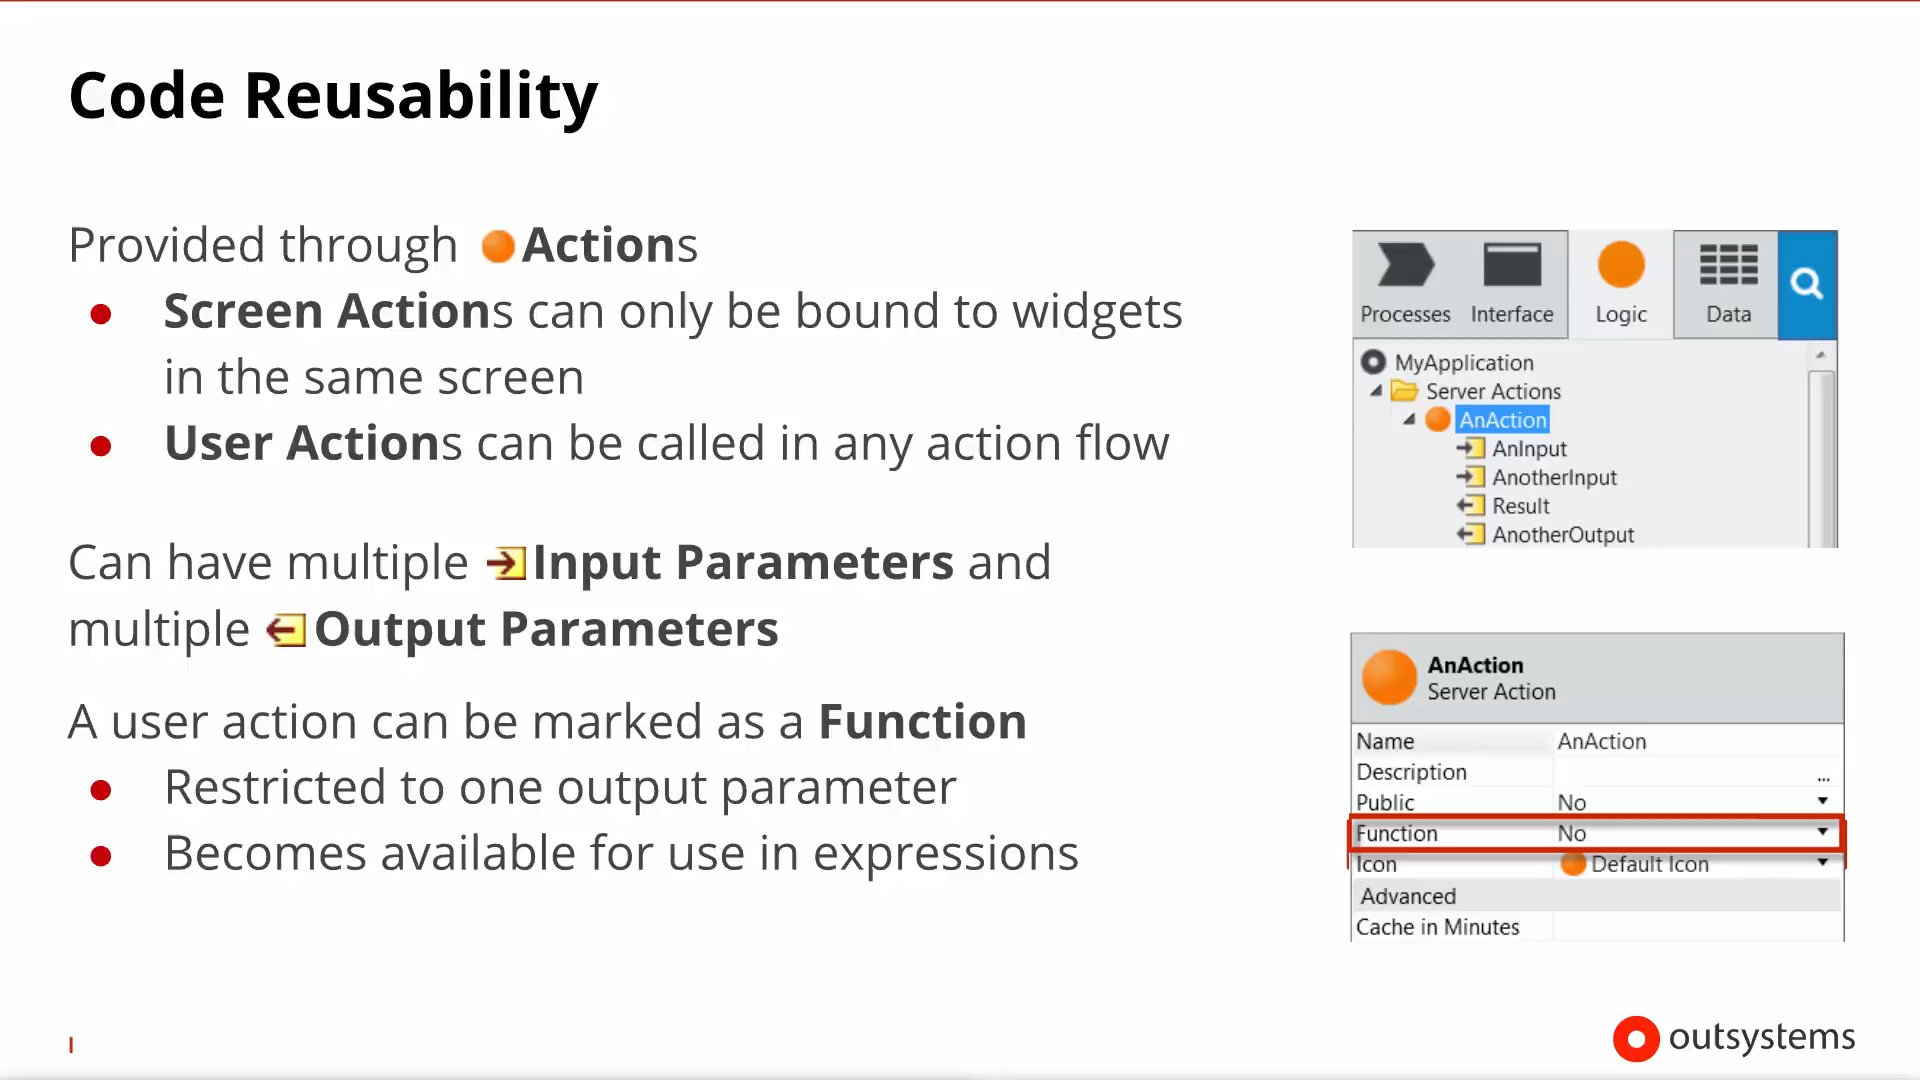 Code Reusability
Provided through Actions
● Screen Actions can only be bound to widgets
in the same screen
● User Actions can be called in any action flow
Can have multiple Input Parameters and
multiple Output Parameters
A user action can be marked as a Function
● Restricted to one output parameter
● Becomes available for use in expressions
Processes Interface Logic Data
MyApplication
Server Actions
AnAction
AnInput
AnotherInput
Result
AnotherOutput
AnAction
Server Action
Name AnAction
Description ...
Public No
Function No
Icon Default Icon
Advanced
Cache in Minutes
outsystems